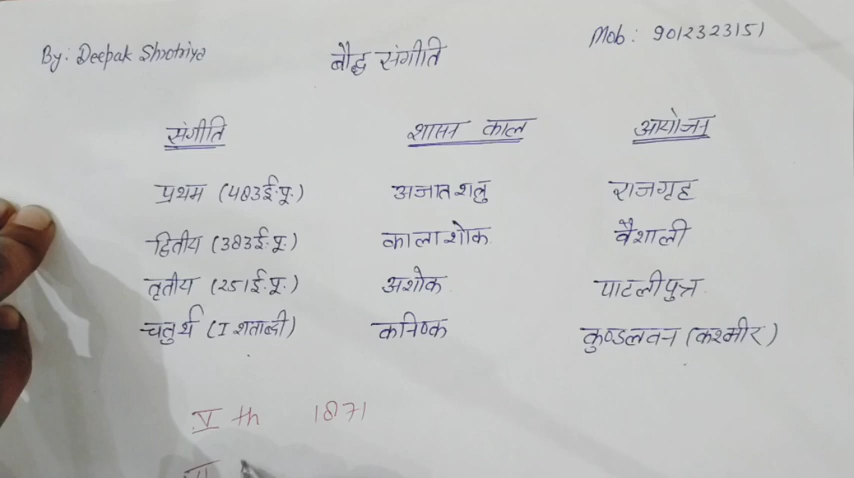 By: Deepak Shrotriya
Mob: 9012323151
बौद्ध संगीति
संगीति शासन काल आयोजन
प्रथम (483ई.पू.) अजातशत्रु राजगृह
द्वितीय (383ई.पू.) कालाशोक वैशाली
तृतीय (251ई.पू.) अशोक पाटलीपुत्र
चतुर्थ (I शताब्दी) कनिष्क कुण्डलवन (कश्मीर)
V th 1871